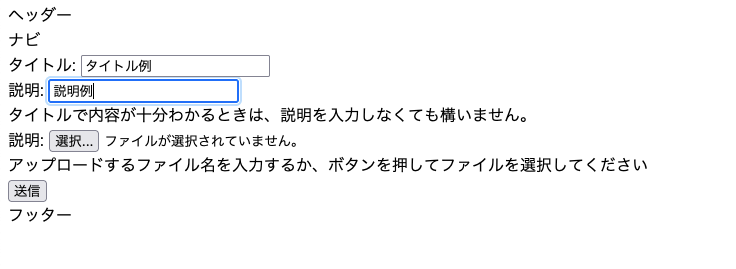 ヘッダー
ナビ
タイトル: タイトル例
説明: 説明例
タイトルで内容が十分わかるときは、説明を入力しなくても構いません。
説明: 選択... ファイルが選択されていません。
アップロードするファイル名を入力するか、ボタンを押してファイルを選択してください
送信
フッター